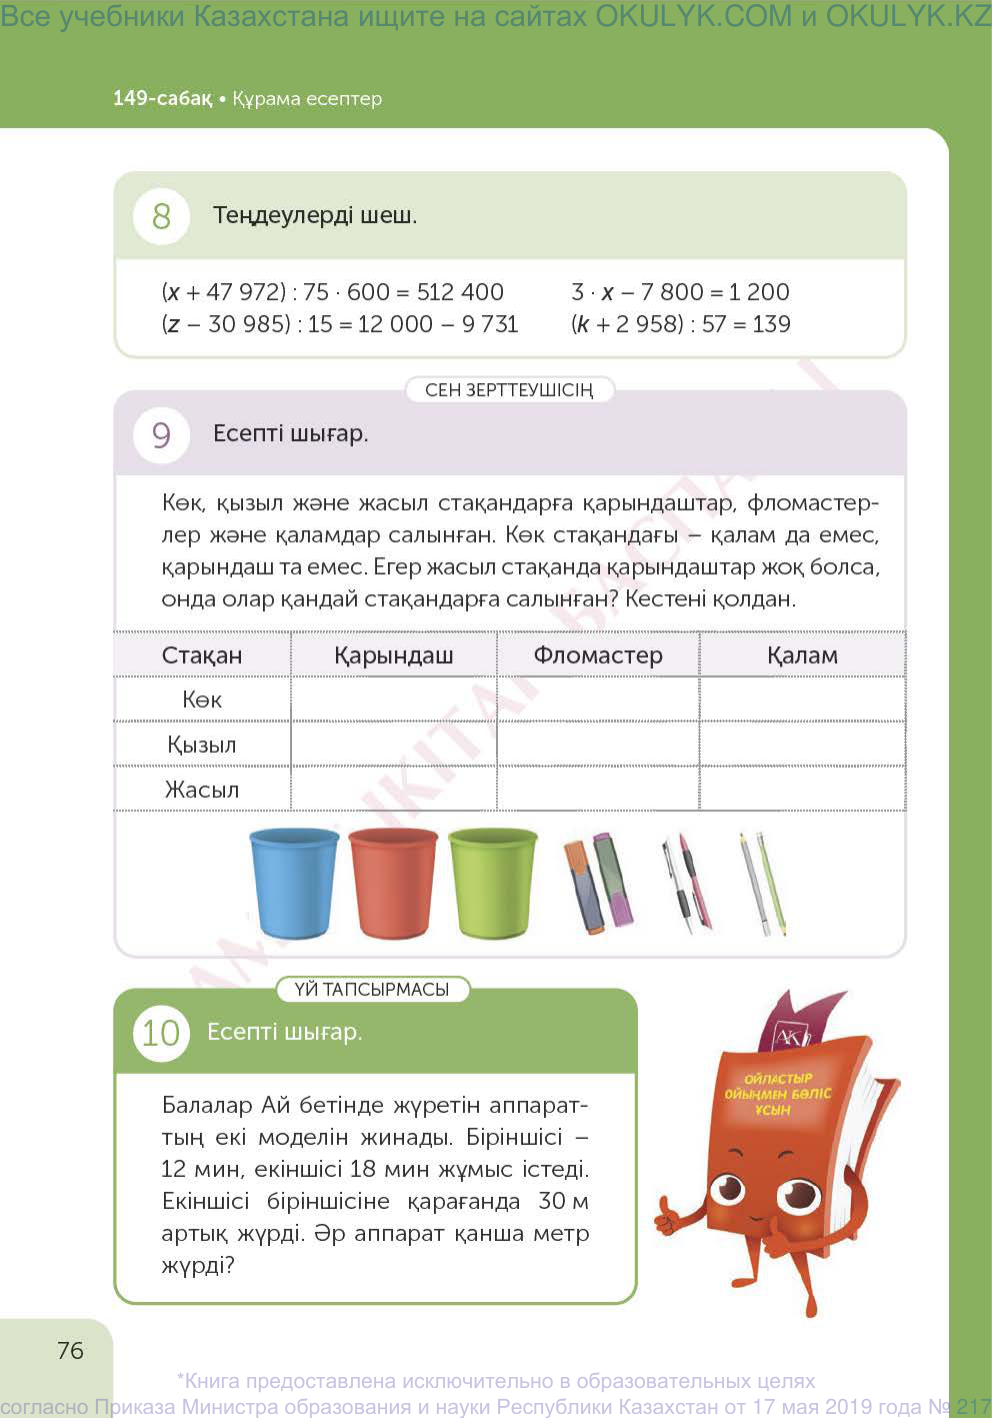 Все учебники Казахстана ищите на сайтах OKULYK.COM и OKULYK.KZ
149-сабақ • Құрама есептер
8 Теңдеулерді шеш.
(x + 47 972) : 75 · 600 = 512 400 3 · x – 7 800 = 1 200
(z – 30 985) : 15 = 12 000 – 9 731 (k + 2 958) : 57 = 139
СЕН ЗЕРТТЕУШІСІҢ
9 Есепті шығар.
Көк, қызыл және жасыл стақандарға қарындаштар, фломастер-
лер және қаламдар салынған. Көк стақандағы – қалам да емес,
қарындаш та емес. Егер жасыл стақанда қарындаштар жоқ болса,
онда олар қандай стақандарға салынған? Кестені қолдан.
Стақан Қарындаш Фломастер Қалам
Көк
Қызыл
Жасыл
ҮЙ ТАПСЫРМАСЫ
10 Есепті шығар.
Балалар Ай бетінде жүретін аппарат-
тың екі моделін жинады. Біріншісі –
12 мин, екіншісі 18 мин жұмыс істеді.
Екіншісі біріншісіне қарағанда 30 м
артық жүрді. Әр аппарат қанша метр
жүрді?
АК
ОЙЛАСТЫР
ОЙЫҢМЕН БӨЛІС
ҰСЫН
76
*Книга предоставлена исключительно в образовательных целях
согласно Приказа Министра образования и науки Республики Казахстан от 17 мая 2019 года № 217